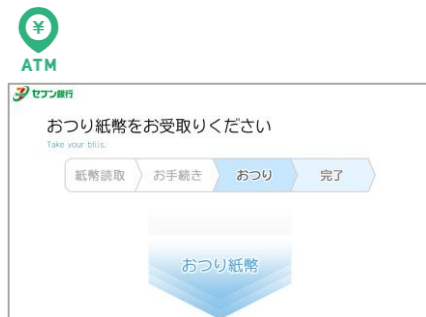 ¥
ATM
セブン銀行
おつり紙幣をお受取りください
Take your bills.
紙幣読取 お手続き おつり 完了
おつり紙幣